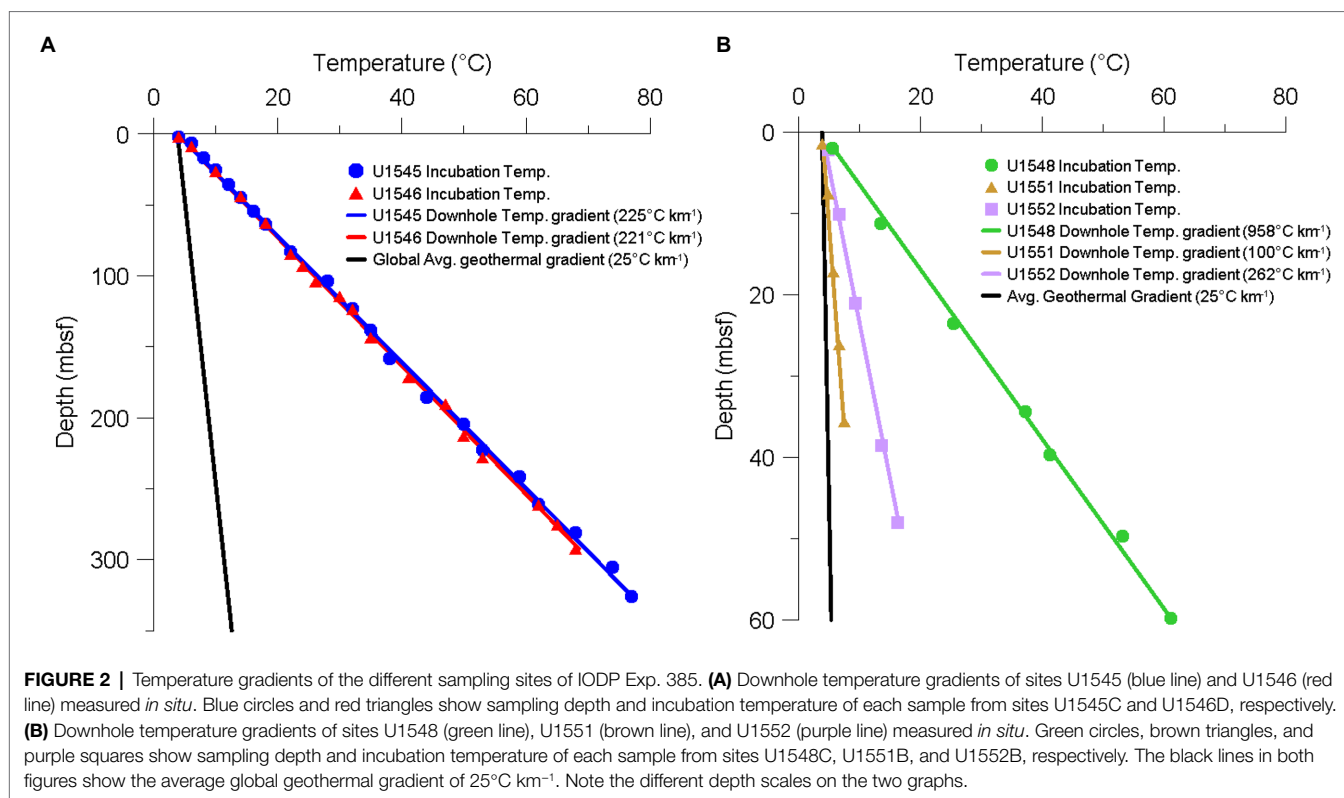 A
Temperature (°C)
0 20 40 60 80
0
100
200
300
Depth (mbsf)
U1545 Incubation Temp.
U1546 Incubation Temp.
U1545 Downhole Temp. gradient (225°C km⁻¹)
U1546 Downhole Temp. gradient (221°C km⁻¹)
Global Avg. geothermal gradient (25°C km⁻¹)
B
Temperature (°C)
0 20 40 60 80
0
20
40
60
Depth (mbsf)
U1548 Incubation Temp.
U1551 Incubation Temp.
U1552 Incubation Temp.
U1548 Downhole Temp. gradient (958°C km⁻¹)
U1551 Downhole Temp. gradient (100°C km⁻¹)
U1552 Downhole Temp. gradient (262°C km⁻¹)
Avg. Geothermal Gradient (25°C km⁻¹)
FIGURE 2 | Temperature gradients of the different sampling sites of IODP Exp. 385. (A) Downhole temperature gradients of sites U1545 (blue line) and U1546 (red
line) measured in situ. Blue circles and red triangles show sampling depth and incubation temperature of each sample from sites U1545C and U1546D, respectively.
(B) Downhole temperature gradients of sites U1548 (green line), U1551 (brown line), and U1552 (purple line) measured in situ. Green circles, brown triangles, and
purple squares show sampling depth and incubation temperature of each sample from sites U1548C, U1551B, and U1552B, respectively. The black lines in both
figures show the average global geothermal gradient of 25°C km⁻¹. Note the different depth scales on the two graphs.